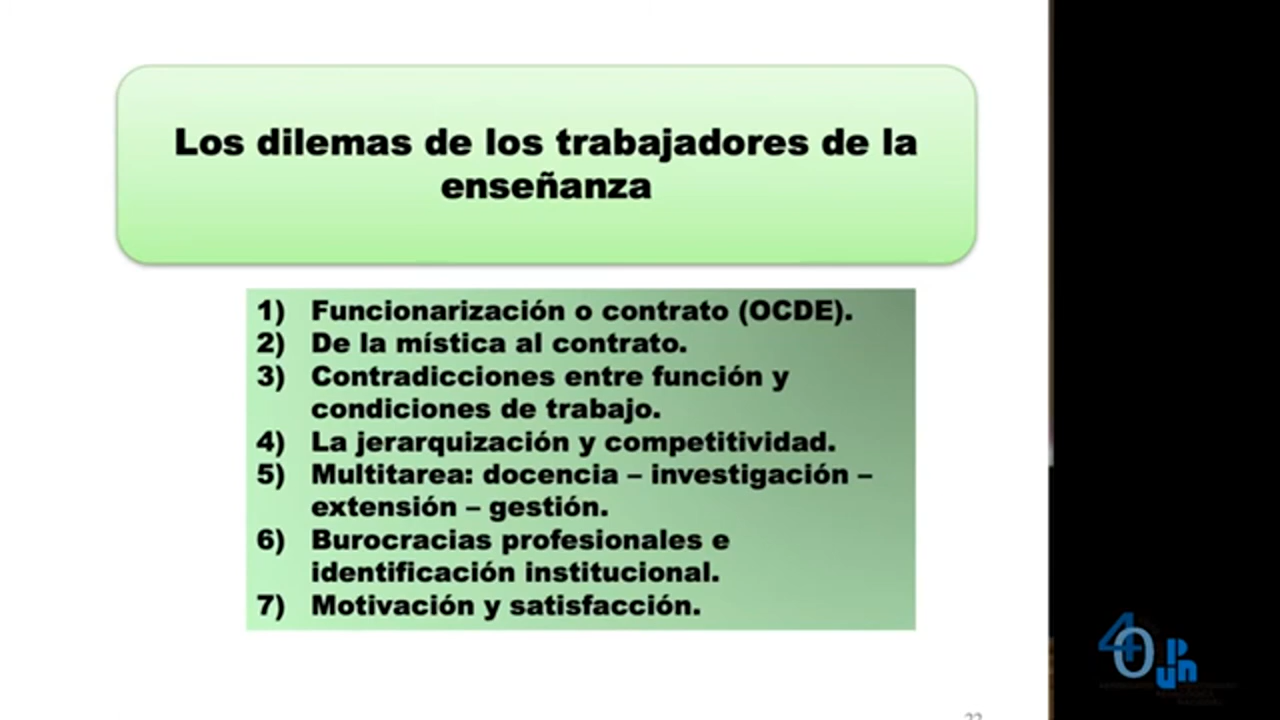 Los dilemas de los trabajadores de la
enseñanza
1) Funcionarización o contrato (OCDE).
2) De la mística al contrato.
3) Contradicciones entre función y
condiciones de trabajo.
4) La jerarquización y competitividad.
5) Multitarea: docencia – investigación –
extensión – gestión.
6) Burocracias profesionales e
identificación institucional.
7) Motivación y satisfacción.
40
upn